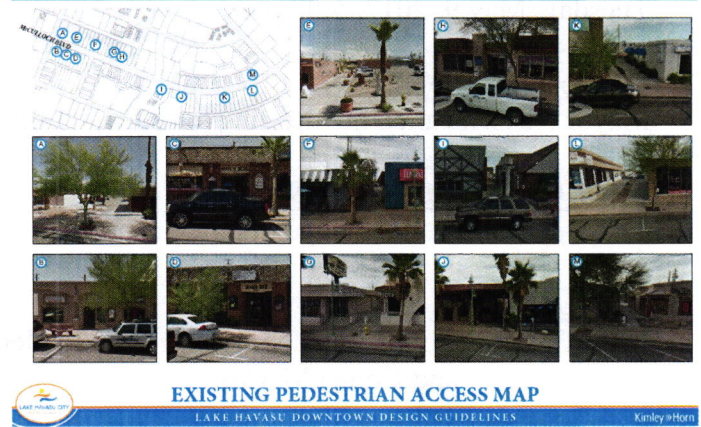 McCULLOCH BLVD
A
E
F
G H
B C D
I
J
K
L
M
E
H
K
A
C
F
I
L
B
D
G
J
M
EXISTING PEDESTRIAN ACCESS MAP
LAKE HAVASU CITY
LAKE HAVASU DOWNTOWN DESIGN GUIDELINES
Kimley»Horn